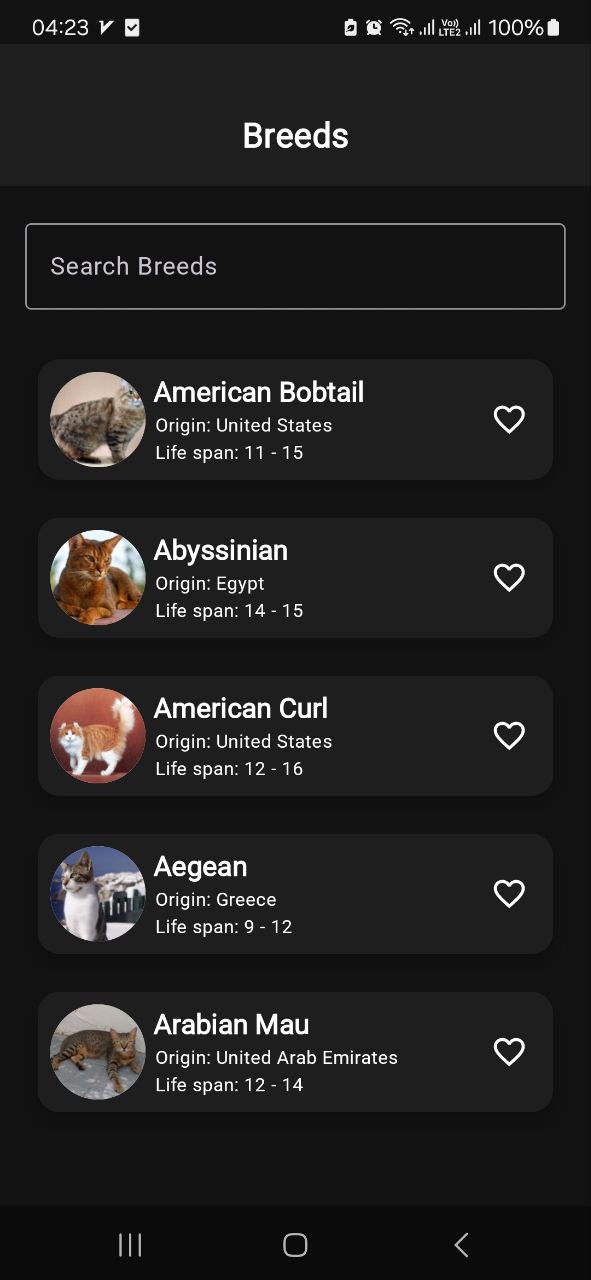 04:23
Vo))
LTE2
100%
Breeds
Search Breeds
American Bobtail
Origin: United States
Life span: 11 - 15
Abyssinian
Origin: Egypt
Life span: 14 - 15
American Curl
Origin: United States
Life span: 12 - 16
Aegean
Origin: Greece
Life span: 9 - 12
Arabian Mau
Origin: United Arab Emirates
Life span: 12 - 14